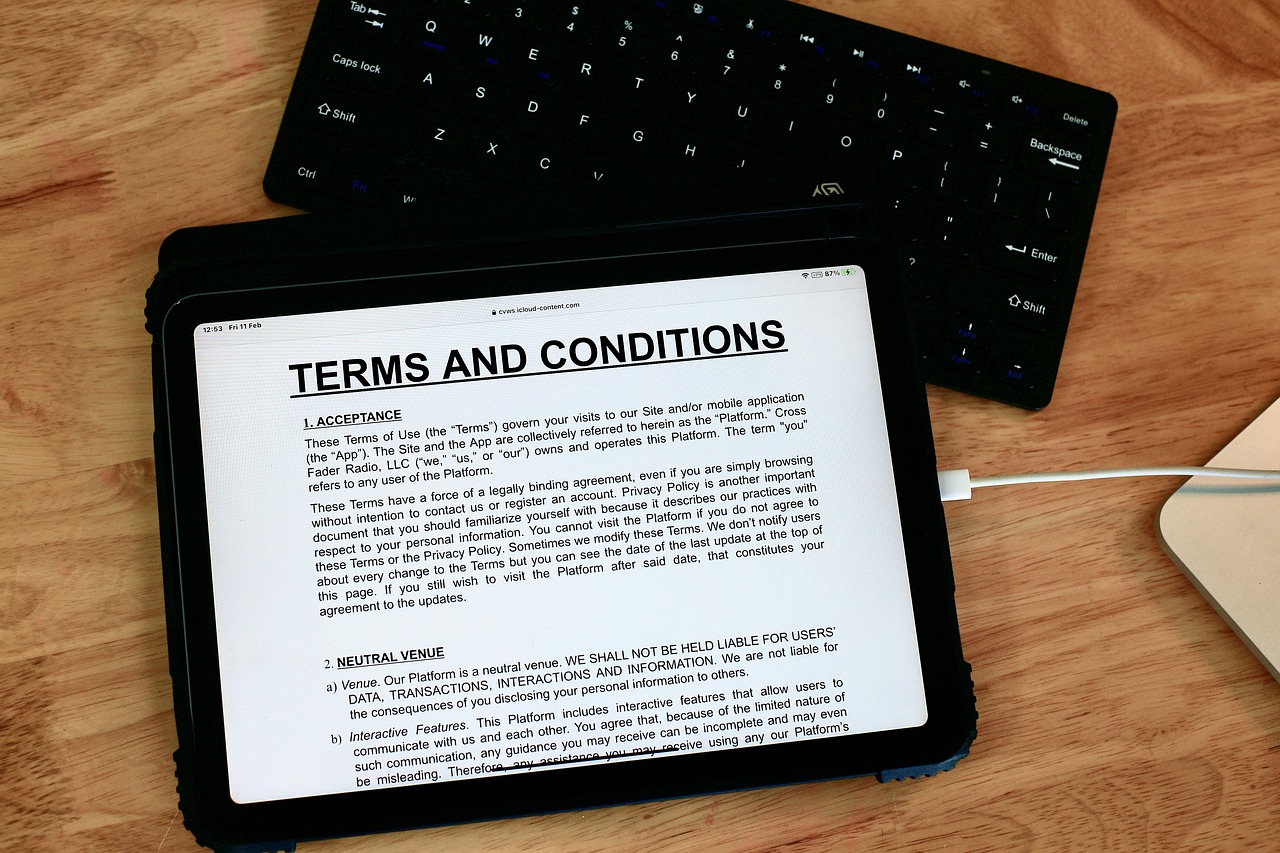 Tab
2
3
$
4
%
5
^
6
&
7
*
8
(
9
)
0
_
-
+
=
Delete
Backspace
Q
W
E
R
T
Y
U
I
O
P
Caps lock
A
S
D
F
G
H
J
:
"
'
Enter
Shift
Z
X
C
V
?
Shift
Ctrl
Fn
12:53 Fri 11 Feb
cvws.icloud-content.com
87%
TERMS AND CONDITIONS
1. ACCEPTANCE
These Terms of Use (the “Terms”) govern your visits to our Site and/or mobile application
(the “App”). The Site and the App are collectively referred to herein as the “Platform.” Cross
Fader Radio, LLC (“we,” “us,” or “our”) owns and operates this Platform. The term "you"
refers to any user of the Platform.
These Terms have a force of a legally binding agreement, even if you are simply browsing
without intention to contact us or register an account. Privacy Policy is another important
document that you should familiarize yourself with because it describes our practices with
respect to your personal information. You cannot visit the Platform if you do not agree to
these Terms or the Privacy Policy. Sometimes we modify these Terms. We don’t notify users
about every change to the Terms but you can see the date of the last update at the top of
this page. If you still wish to visit the Platform after said date, that constitutes your
agreement to the updates.
2. NEUTRAL VENUE
a) Venue. Our Platform is a neutral venue. WE SHALL NOT BE HELD LIABLE FOR USERS’
DATA, TRANSACTIONS, INTERACTIONS AND INFORMATION. We are not liable for
the consequences of you disclosing your personal information to others.
b) Interactive Features. This Platform includes interactive features that allow users to
communicate with us and each other. You agree that, because of the limited nature of
such communication, any guidance you may receive can be incomplete and may even
be misleading. Therefore, any assistance you may receive using any our Platform’s